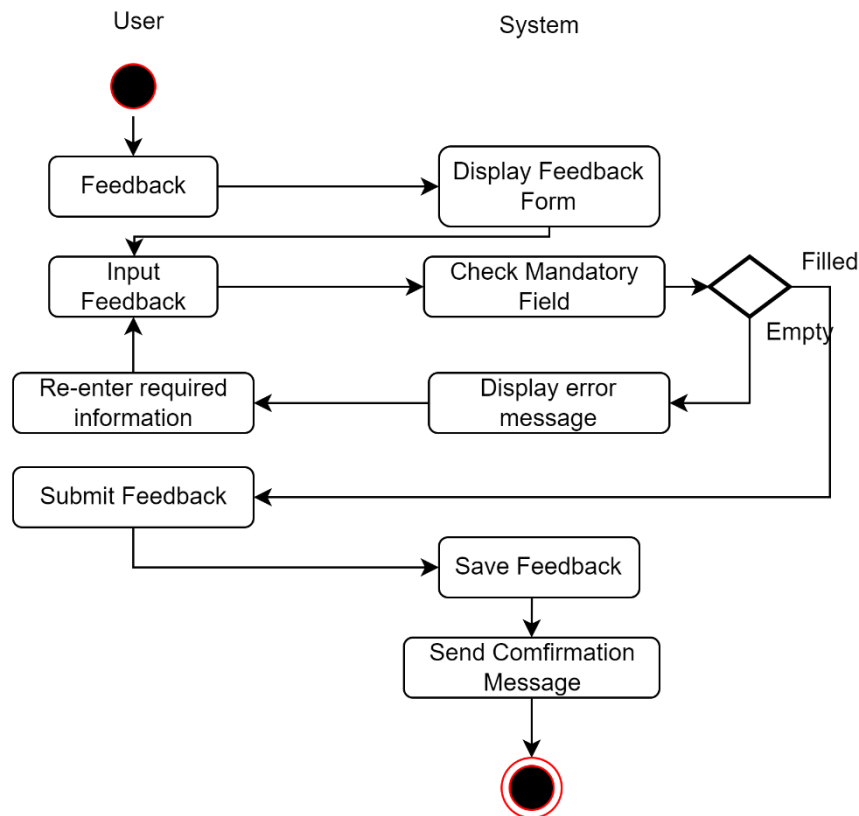 User
System
Feedback
Display Feedback
Form
Input
Feedback
Check Mandatory
Field
Filled
Empty
Re-enter required
information
Display error
message
Submit Feedback
Save Feedback
Send Comfirmation
Message